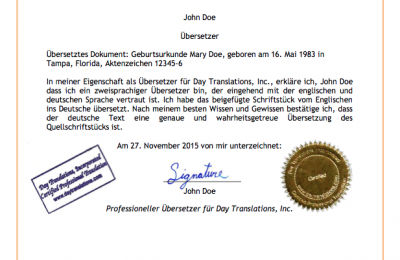 John Doe
Übersetzer
Übersetztes Dokument: Geburtsurkunde Mary Doe, geboren am 16. Mai 1983 in
Tampa, Florida, Aktenzeichen 12345-6
In meiner Eigenschaft als Übersetzer für Day Translations, Inc., erkläre ich, John Doe
dass ich ein zweisprachiger Übersetzer bin, der eingehend mit der englischen und
deutschen Sprache vertraut ist. Ich habe das beigefügte Schriftstück vom Englischen
ins Deutsche übersetzt. Nach meinem besten Wissen und Gewissen bestätige ich, dass
der deutsche Text eine genaue und wahrheitsgetreue Übersetzung des
Quellschriftstücks ist.
Am 27. November 2015 von mir unterzeichnet:
Signature
John Doe
Day Translations, Incorporated
Certified Professional Translation
www.daytranslations.com
Certified
Professioneller Übersetzer für Day Translations, Inc.